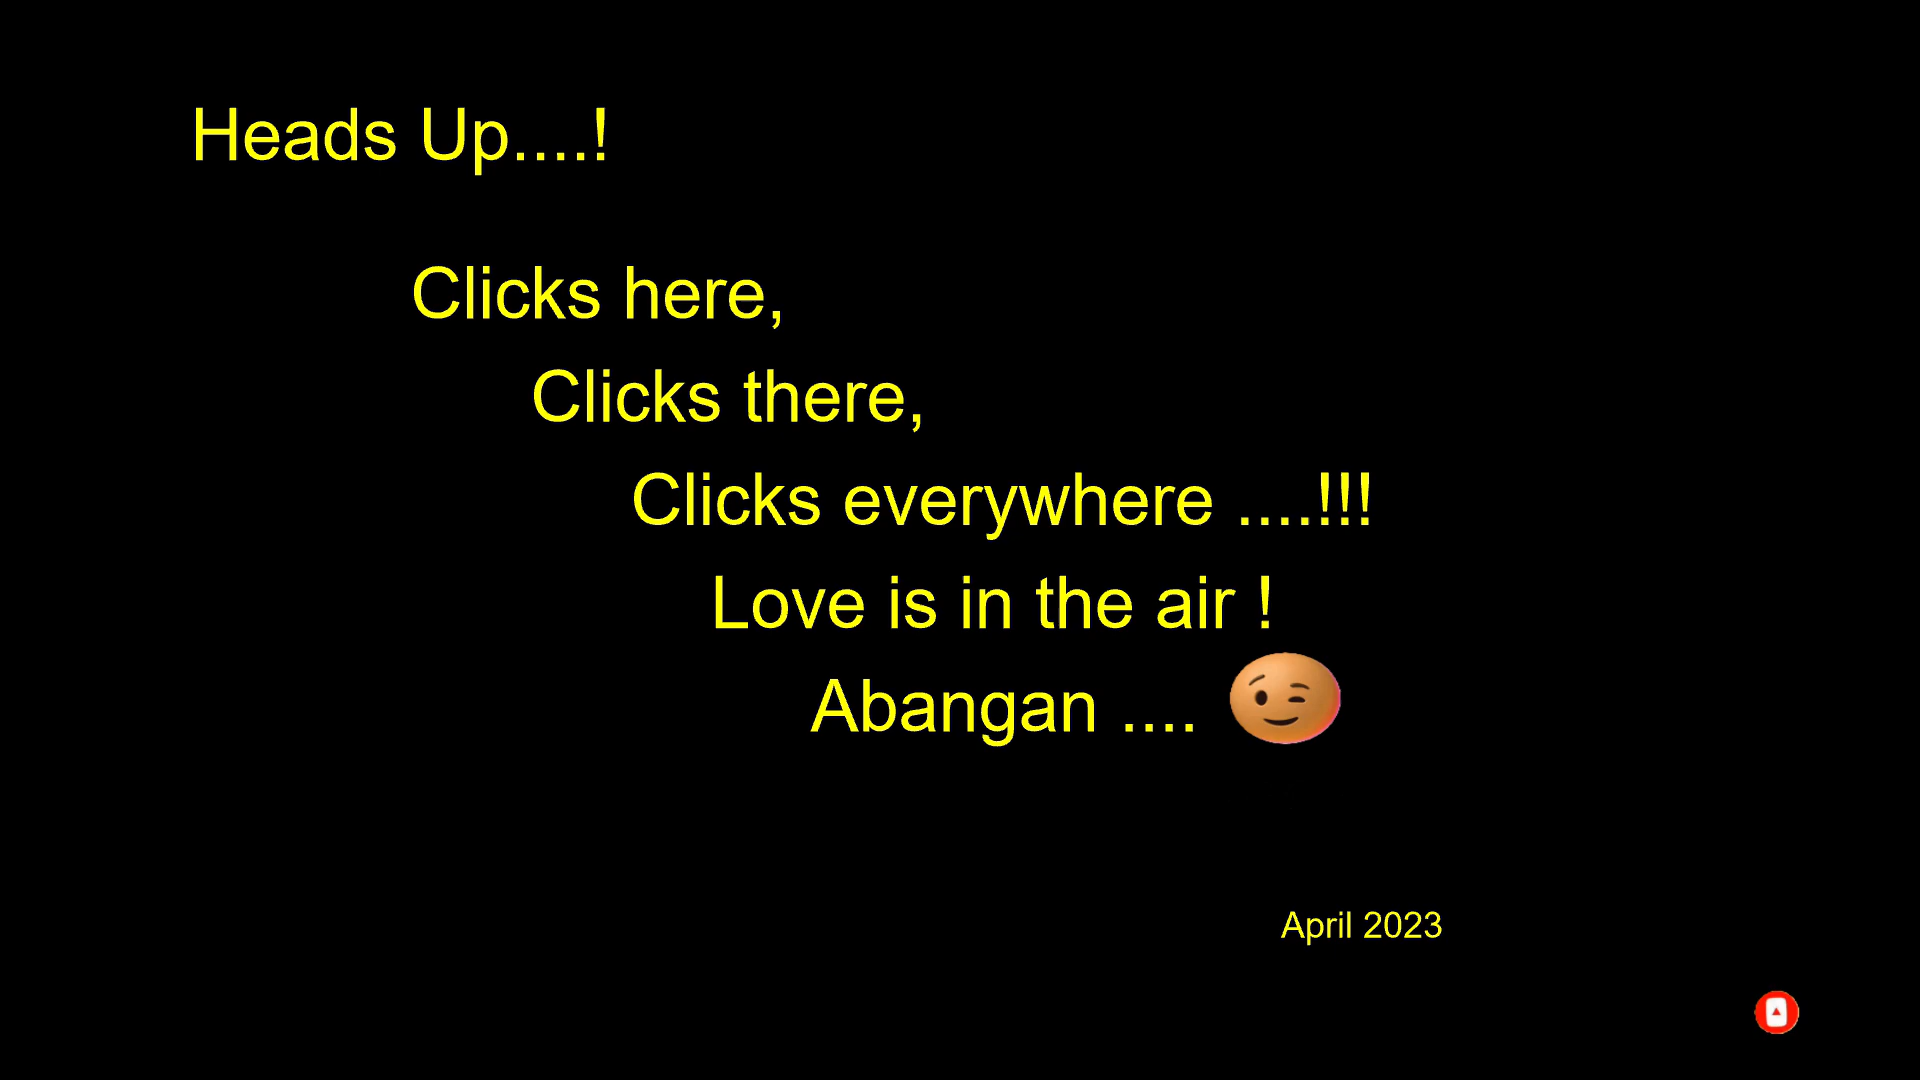 Heads Up....!
Clicks here,
Clicks there,
Clicks everywhere ....!!!
Love is in the air !
Abangan ....
April 2023